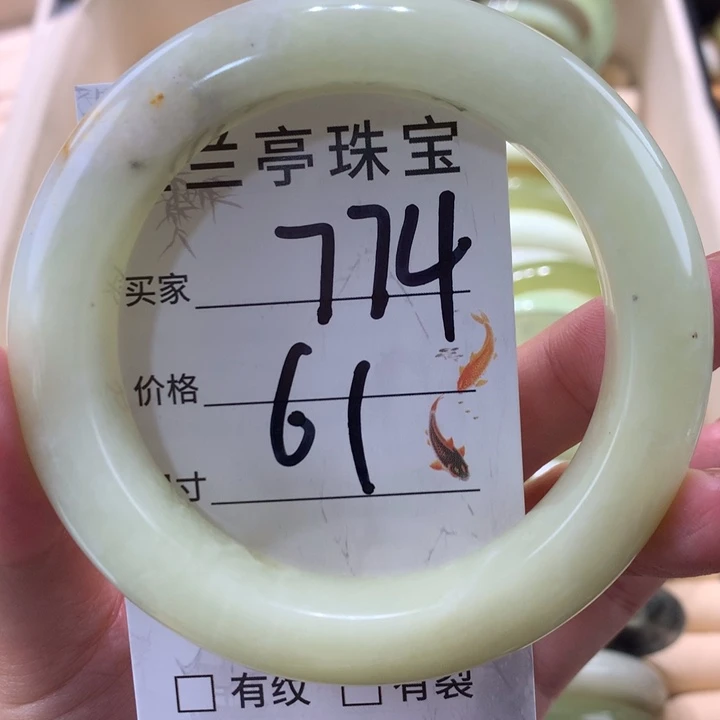 兰亭珠宝
买家 774
价格 61
寸
□ 有纹 □ 有裂